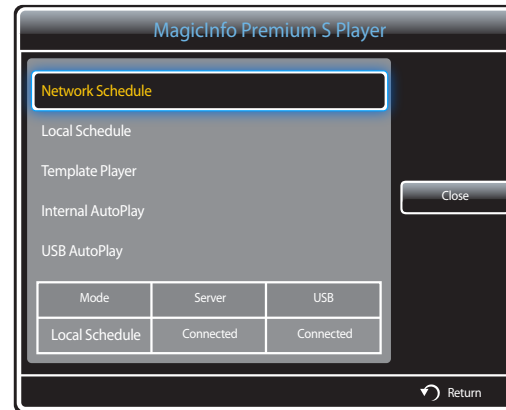 MagicInfo Premium S Player
Network Schedule
Local Schedule
Template Player
Internal AutoPlay
USB AutoPlay
Close
Mode Server USB
Local Schedule Connected Connected
Return